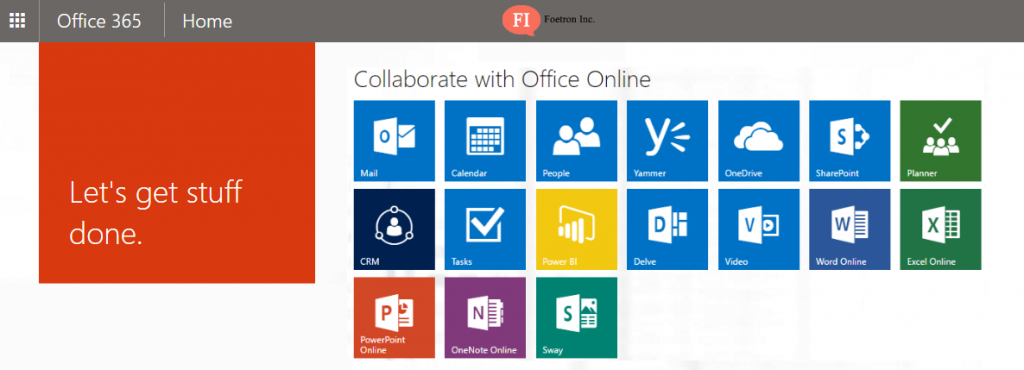 Office 365
Home
FI
Foetron Inc.
Let's get stuff
done.
Collaborate with Office Online
Mail
Calendar
People
Yammer
OneDrive
SharePoint
Planner
CRM
Tasks
Power BI
Delve
Video
Word Online
Excel Online
PowerPoint
Online
OneNote Online
Sway